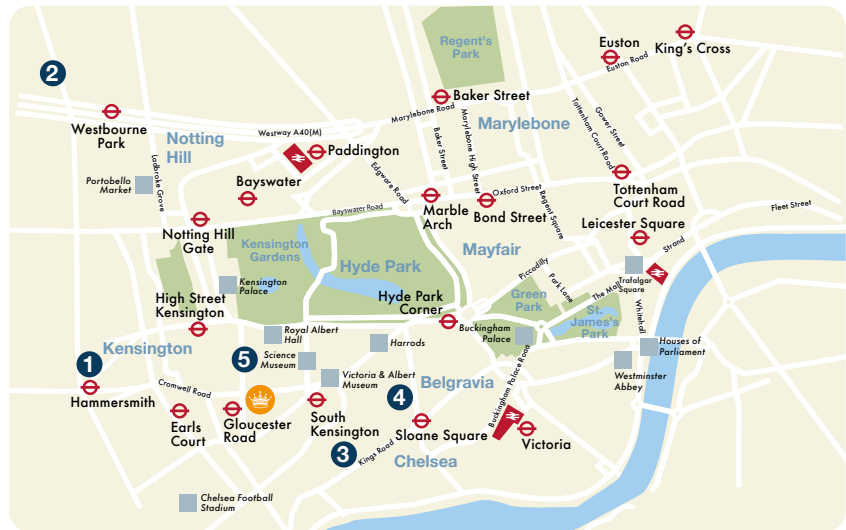 Regent's
Park
Euston
King's Cross
Euston Road
2
Baker Street
Marylebone Road
Westbourne
Park
Notting
Hill
Westway A40(M)
Marylebone
Tottenham Court Road
Gower Street
Baker Street
Marylebone High Street
Paddington
Portobello
Market
Ladbroke Grove
Bayswater
Edgware Road
Oxford Street
Tottenham
Court Road
Bayswater Road
Marble
Arch
Bond Street
Regent Square
Leicester Square
Fleet Street
Notting Hill
Gate
Kensington
Gardens
Hyde Park
Mayfair
Strand
Piccadilly
Park Lane
The Mall
Trafalgar
Square
Kensington
Palace
High Street
Kensington
Hyde Park
Corner
Green
Park
St.
James's
Park
Whitehall
Royal Albert
Hall
Harrods
Buckingham
Palace
Houses of
Parliament
Kensington
5
Science
Museum
1
Victoria & Albert
Museum
Belgravia
Buckingham Palace Road
Westminster
Abbey
Hammersmith
Cromwell Road
4
Earls
Court
Gloucester
Road
South
Kensington
Sloane Square
Victoria
3
Kings Road
Chelsea
Chelsea Football
Stadium